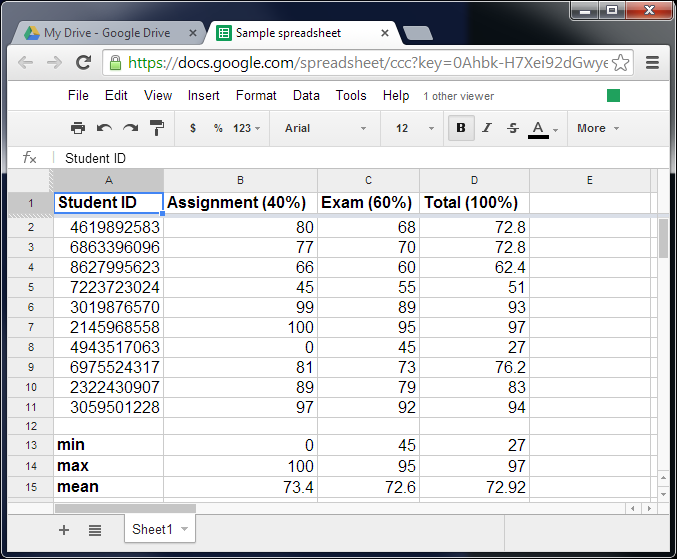 My Drive - Google Drive Sample spreadsheet
https://docs.google.com/spreadsheet/ccc?key=0Ahbk-H7Xei92dGwye
File Edit View Insert Format Data Tools Help 1 other viewer
$ % 123 Arial 12 B I S A More
fx Student ID
A B C D E
1 Student ID Assignment (40%) Exam (60%) Total (100%)
2 4619892583 80 68 72.8
3 6863396096 77 70 72.8
4 8627995623 66 60 62.4
5 7223723024 45 55 51
6 3019876570 99 89 93
7 2145968558 100 95 97
8 4943517063 0 45 27
9 6975524317 81 73 76.2
10 2322430907 89 79 83
11 3059501228 97 92 94
12
13 min 0 45 27
14 max 100 95 97
15 mean 73.4 72.6 72.92
Sheet1